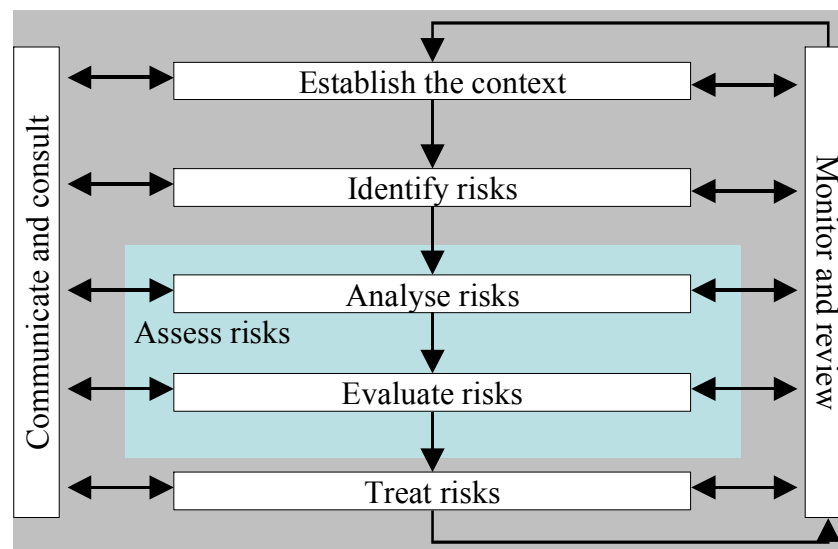 Communicate and consult
Establish the context
Identify risks
Analyse risks
Assess risks
Evaluate risks
Treat risks
Monitor and review